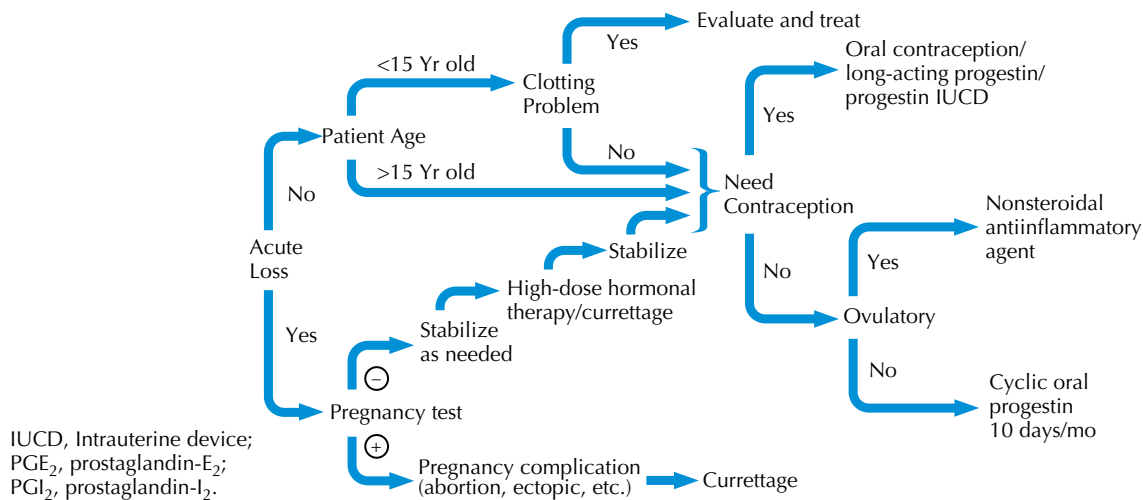 Evaluate and treat
Yes
<15 Yr old
Clotting
Problem
Oral contraception/
long-acting progestin/
progestin IUCD
Yes
Patient Age
No
>15 Yr old
No
Need
Contraception
Acute
Loss
Stabilize
Nonsteroidal
antiinflammatory
agent
Yes
No
High-dose hormonal
therapy/currettage
Ovulatory
Yes
Stabilize
as needed
No
−
Pregnancy test
Cyclic oral
progestin
10 days/mo
+
Pregnancy complication
(abortion, ectopic, etc.)
Currettage
IUCD, Intrauterine device;
PGE₂, prostaglandin-E₂;
PGI₂, prostaglandin-I₂.